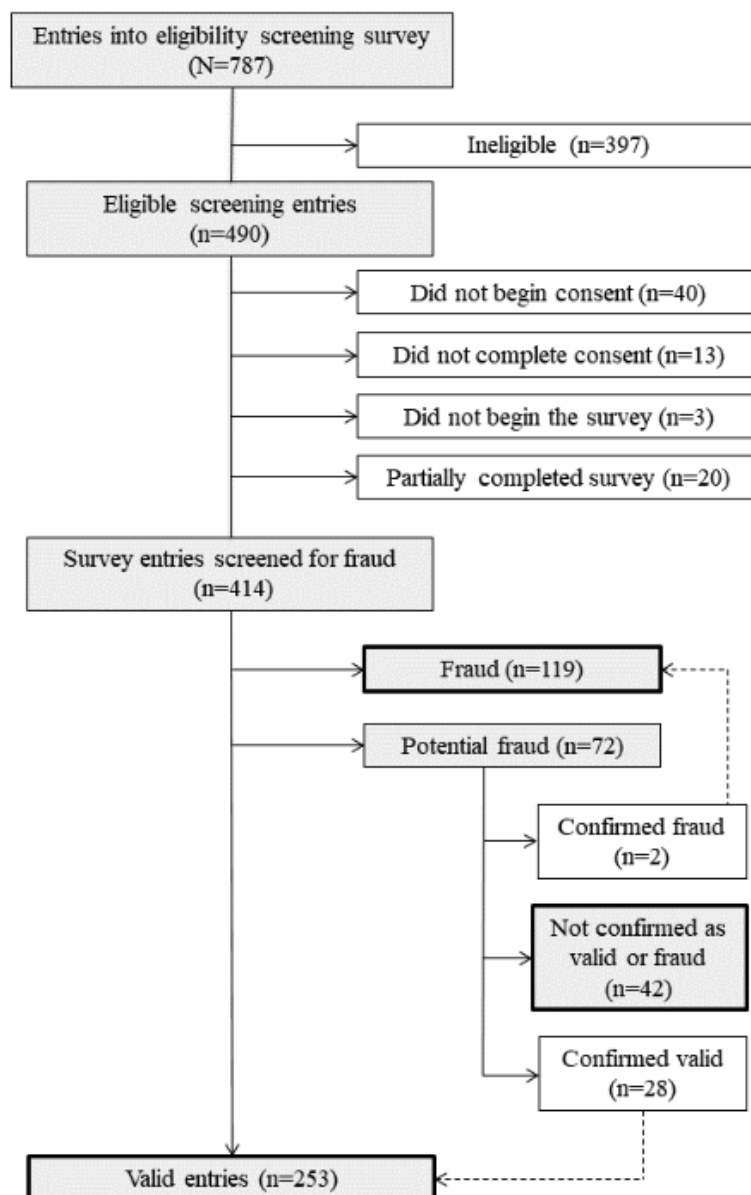 Entries into eligibility screening survey
(N=787)
Ineligible (n=397)
Eligible screening entries
(n=490)
Did not begin consent (n=40)
Did not complete consent (n=13)
Did not begin the survey (n=3)
Partially completed survey (n=20)
Survey entries screened for fraud
(n=414)
Fraud (n=119)
Potential fraud (n=72)
Confirmed fraud
(n=2)
Not confirmed as
valid or fraud
(n=42)
Confirmed valid
(n=28)
Valid entries (n=253)